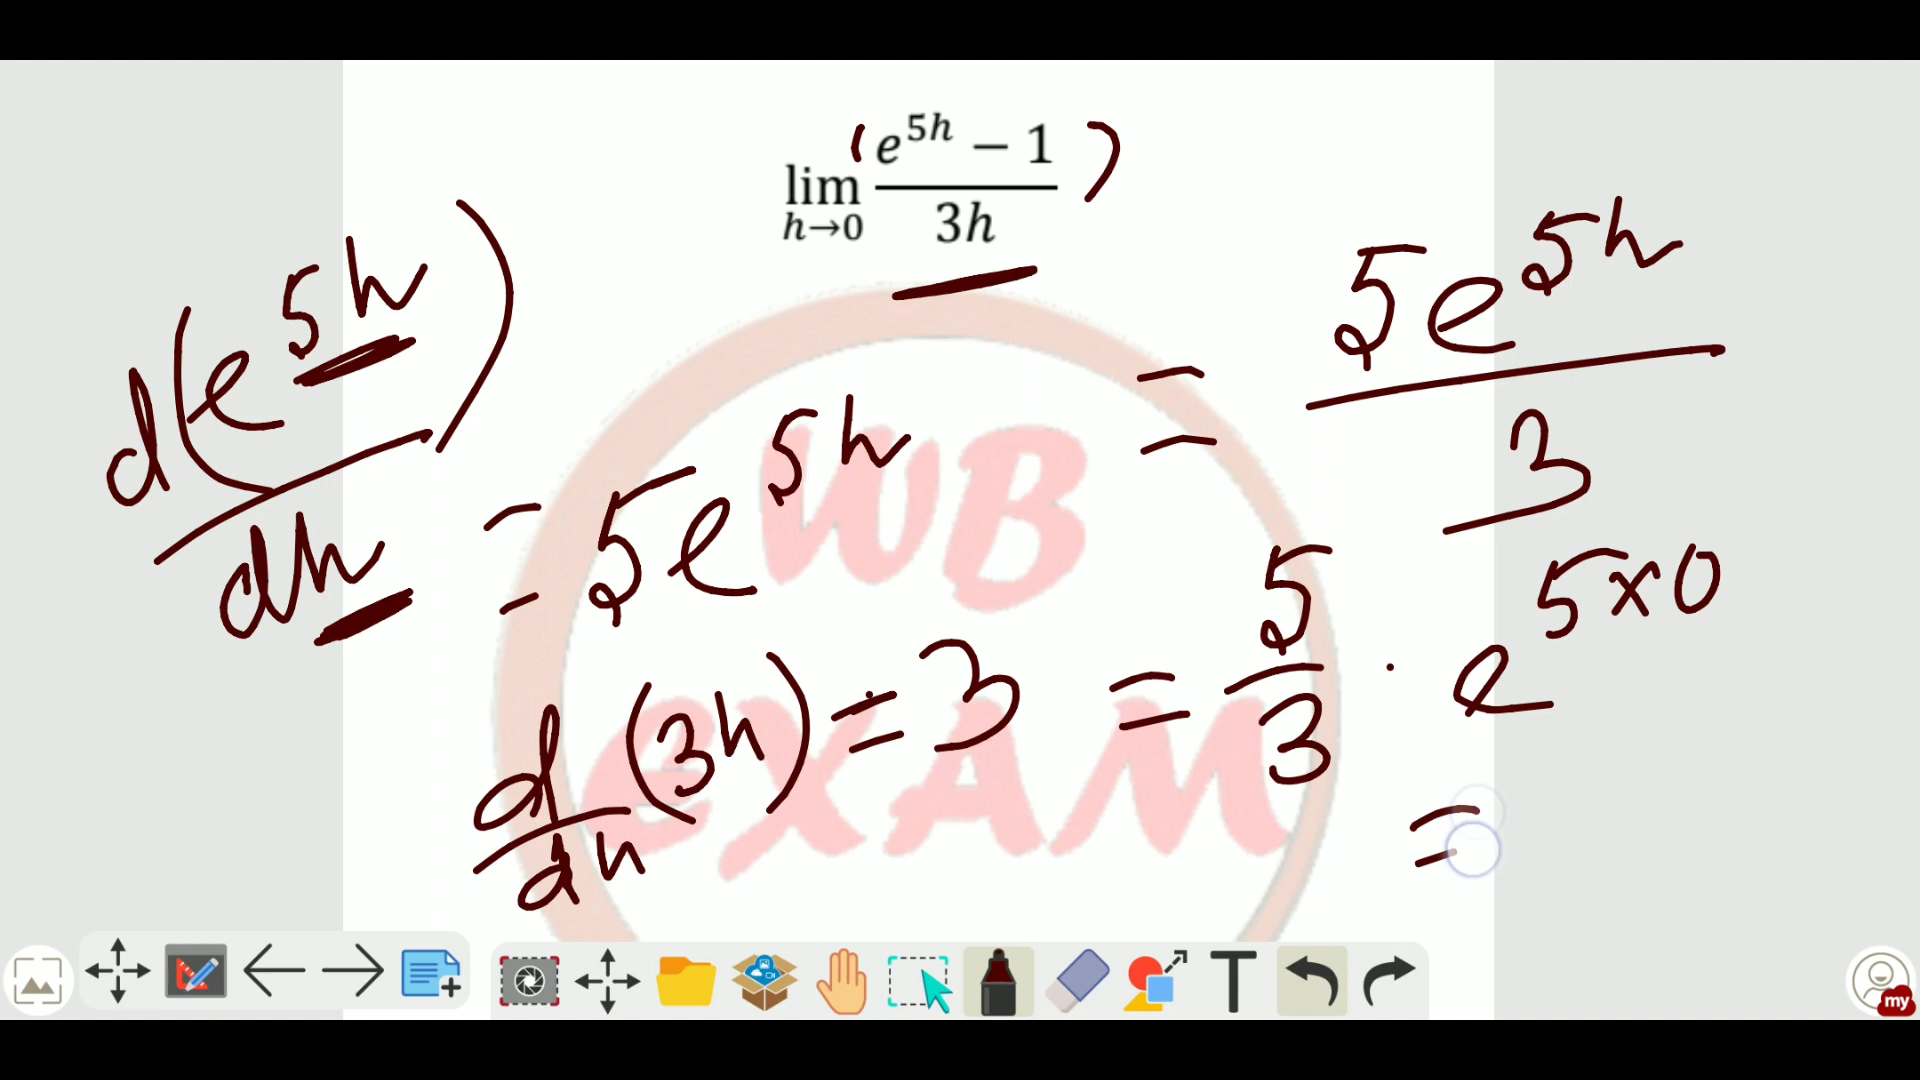 lim h→0 (e^5h − 1 / 3h)
d(e^5h) / dh = 5e^5h
= 5e^5h / 3
d/dh (3h) = 3
= 5/3 · e^5×0
=
WB
EXAM
T
my